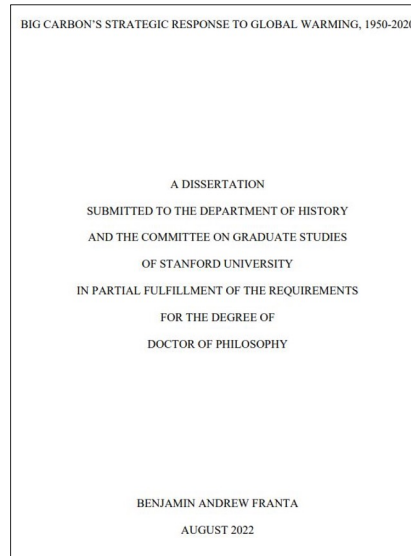 BIG CARBON'S STRATEGIC RESPONSE TO GLOBAL WARMING, 1950-2020
A DISSERTATION
SUBMITTED TO THE DEPARTMENT OF HISTORY
AND THE COMMITTEE ON GRADUATE STUDIES
OF STANFORD UNIVERSITY
IN PARTIAL FULFILLMENT OF THE REQUIREMENTS
FOR THE DEGREE OF
DOCTOR OF PHILOSOPHY
BENJAMIN ANDREW FRANTA
AUGUST 2022